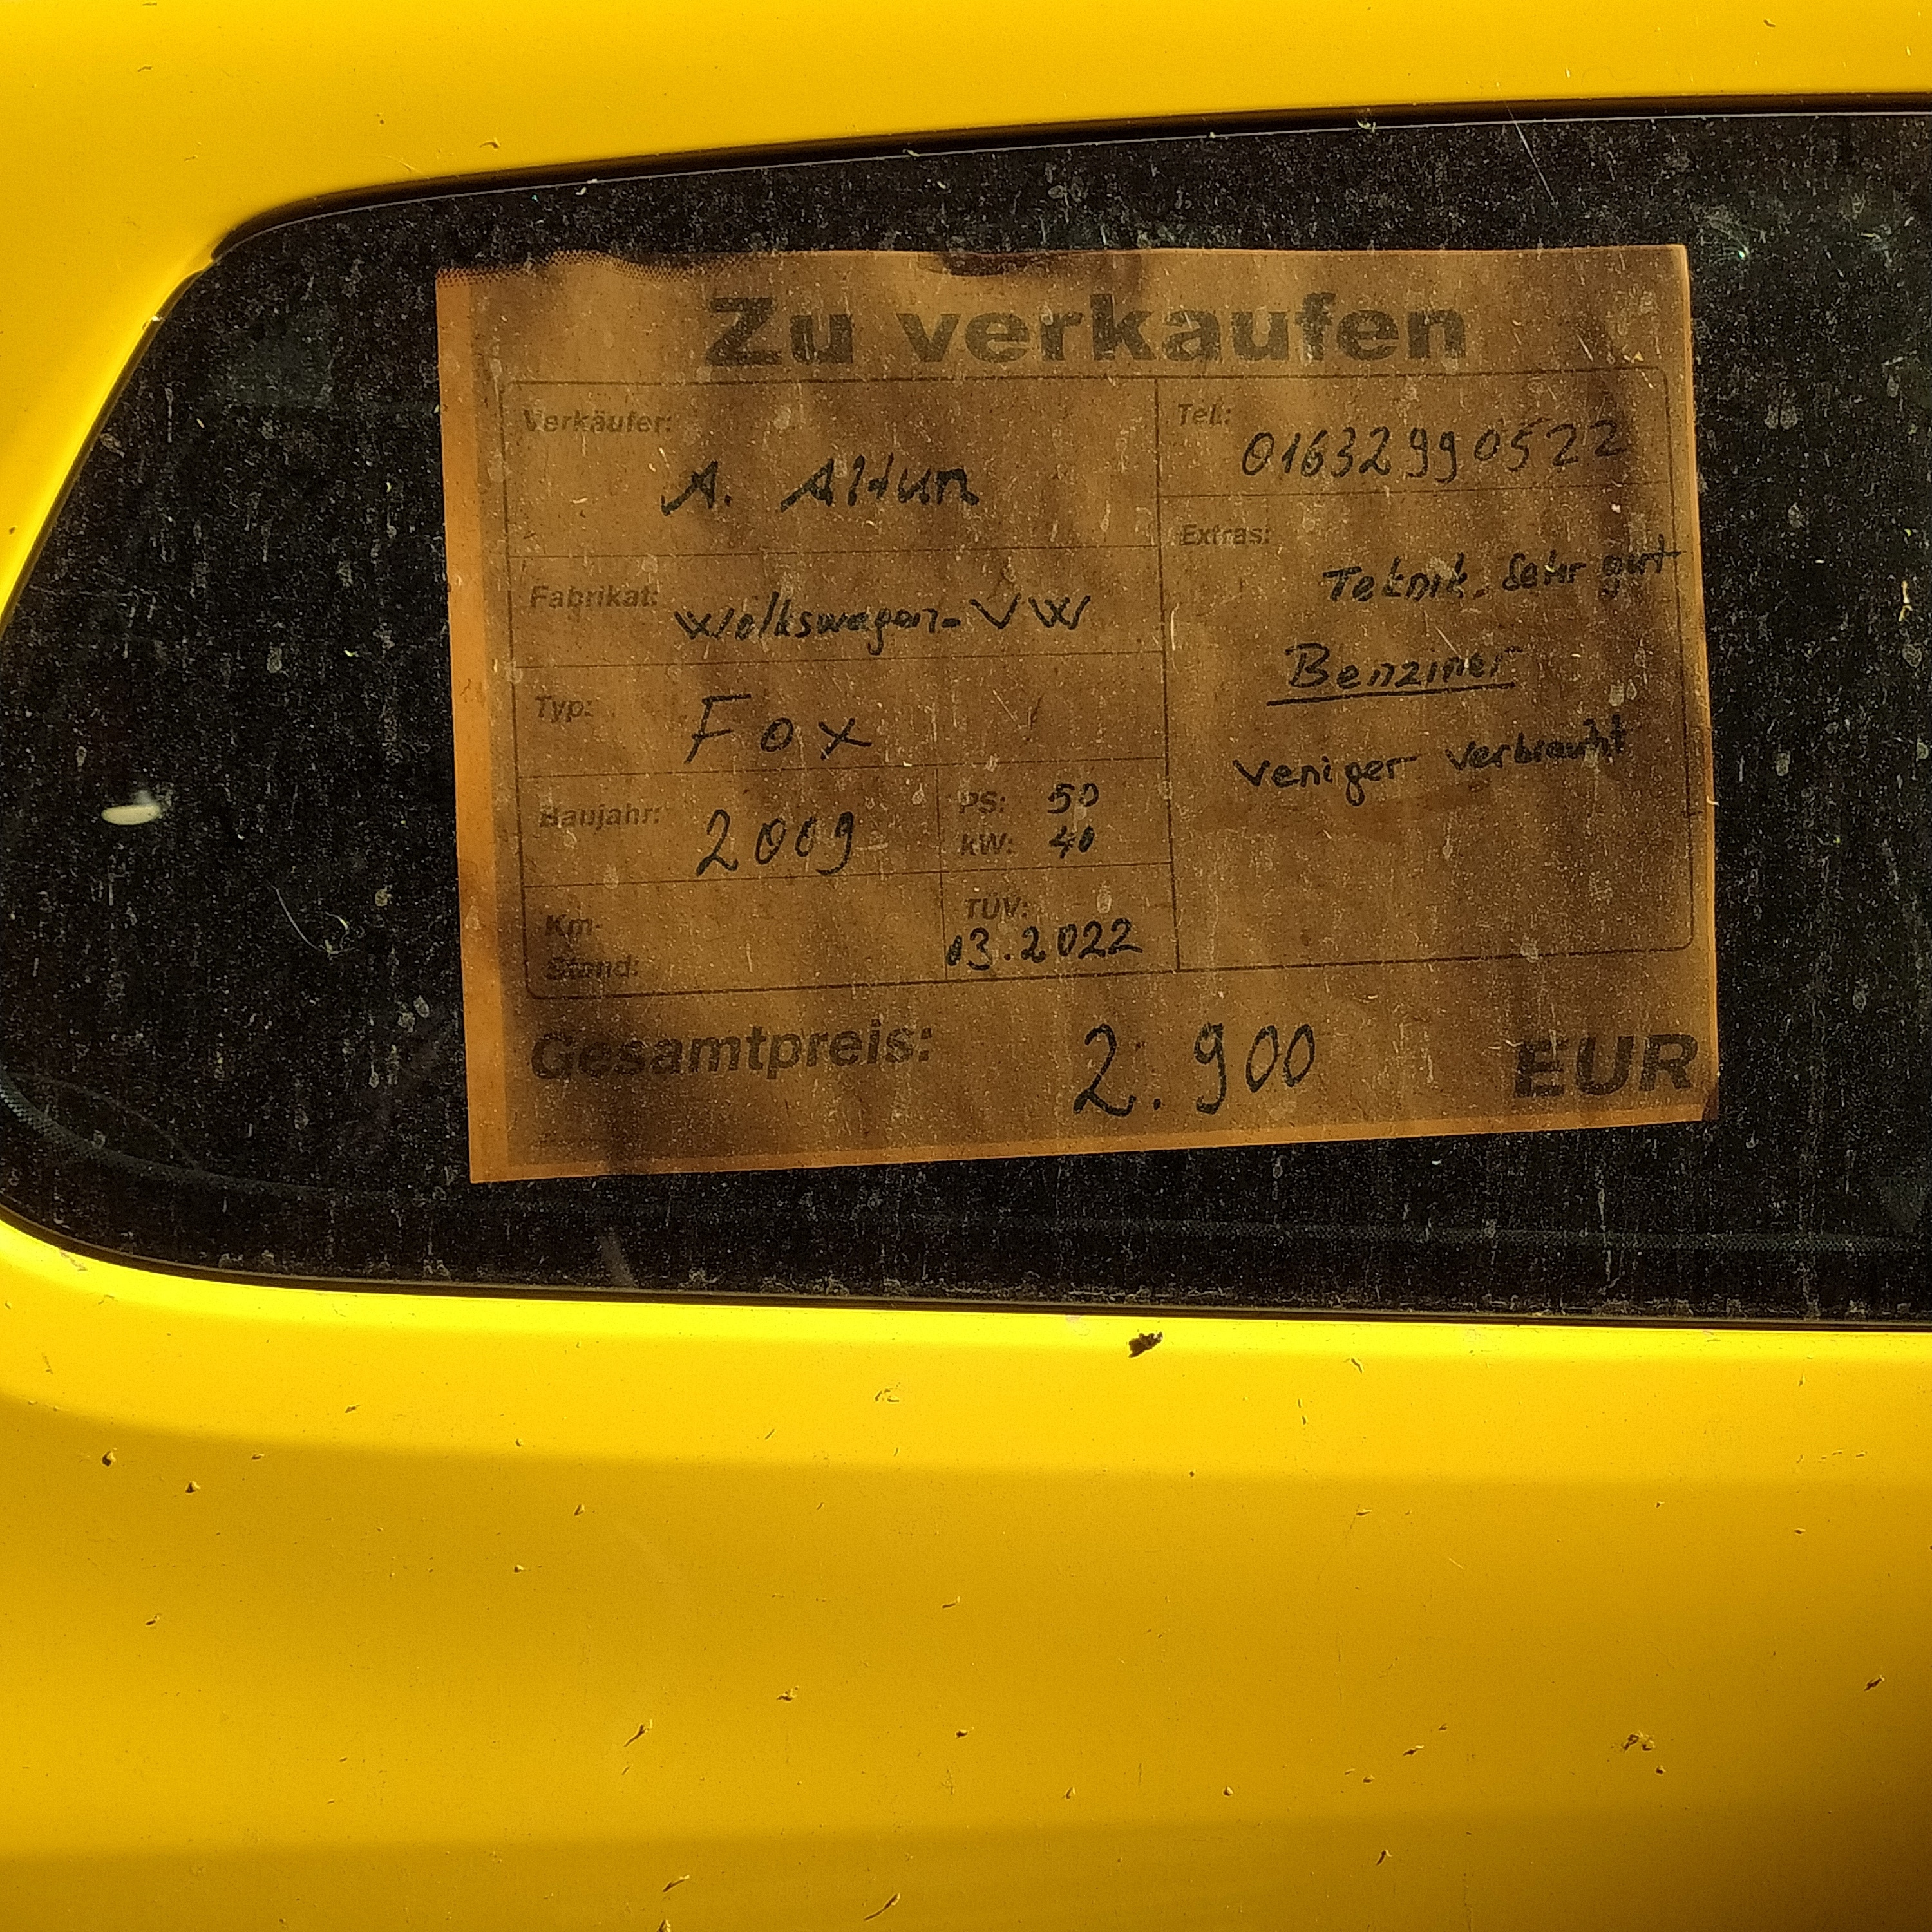 Zu verkaufen
Verkäufer:
A. Altun
Tel.:
01632990522
Fabrikat:
Wolkswagen-VW
Extras:
Teknik. Sehr gut
Benziner
Veniger Verbraucht
Typ:
Fox
Baujahr:
2009
PS: 50
kW: 40
Km-
Stand:
TÜV:
03.2022
Gesamtpreis: 2.900 EUR